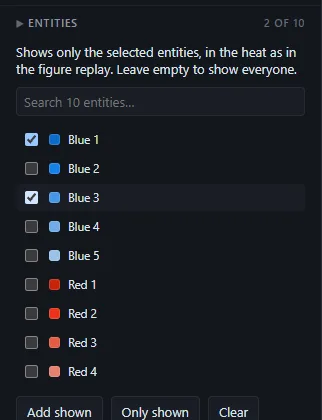 ▶ ENTITIES 2 OF 10
Shows only the selected entities, in the heat as in
the figure replay. Leave empty to show everyone.
Search 10 entities...
Blue 1
Blue 2
Blue 3
Blue 4
Blue 5
Red 1
Red 2
Red 3
Red 4
Add shown Only shown Clear